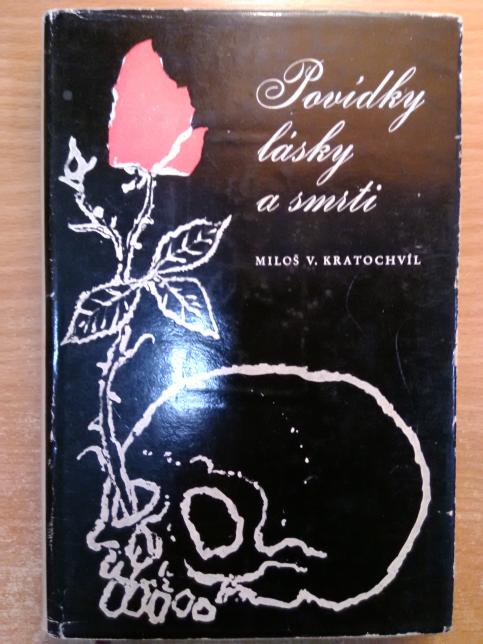 Povídky
lásky
a smrti
MILOŠ V. KRATOCHVÍL